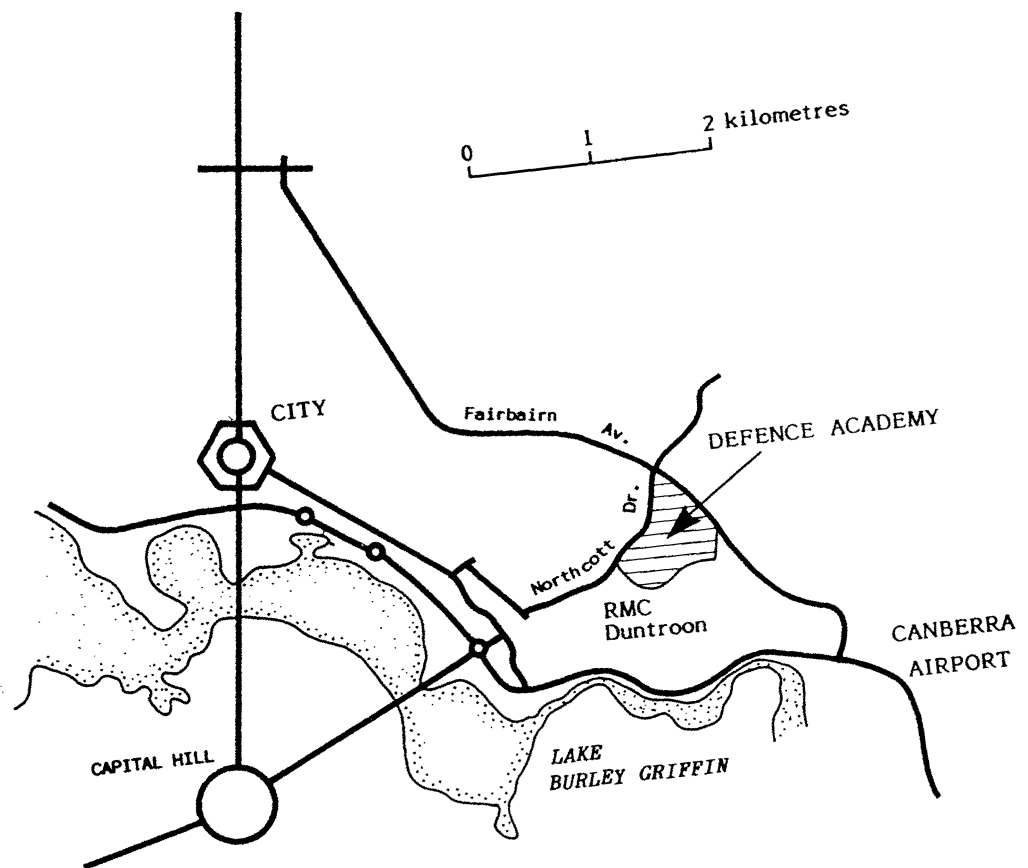 0 1 2 kilometres
CITY
Fairbairn Av.
DEFENCE ACADEMY
Northcott Dr.
RMC
Duntroon
CANBERRA
AIRPORT
CAPITAL HILL
LAKE
BURLEY GRIFFIN